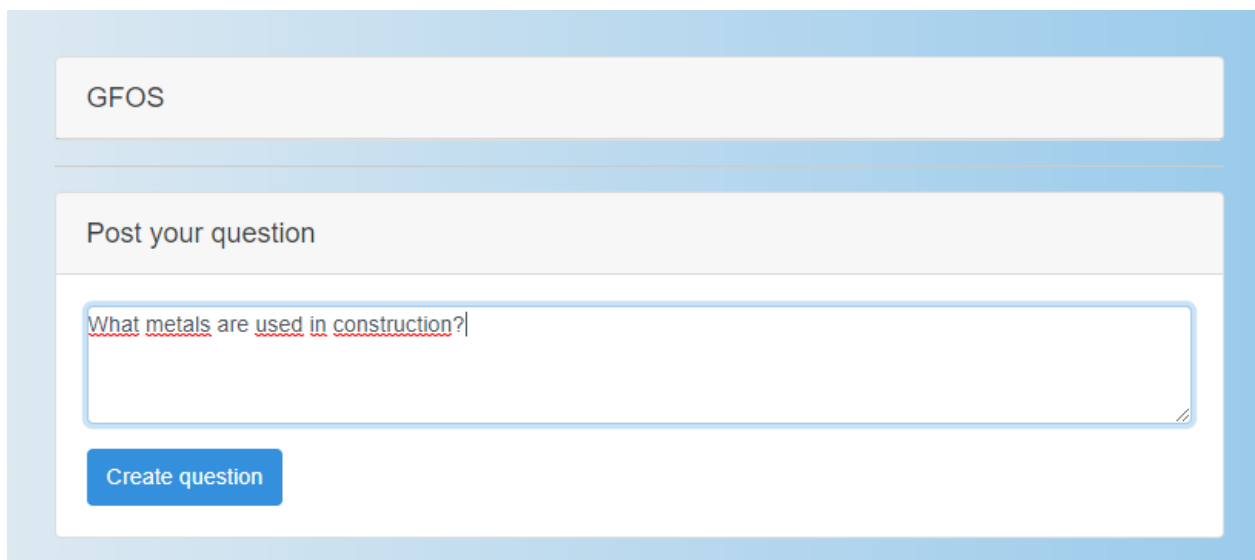 GFOS
Post your question
What metals are used in construction?
Create question